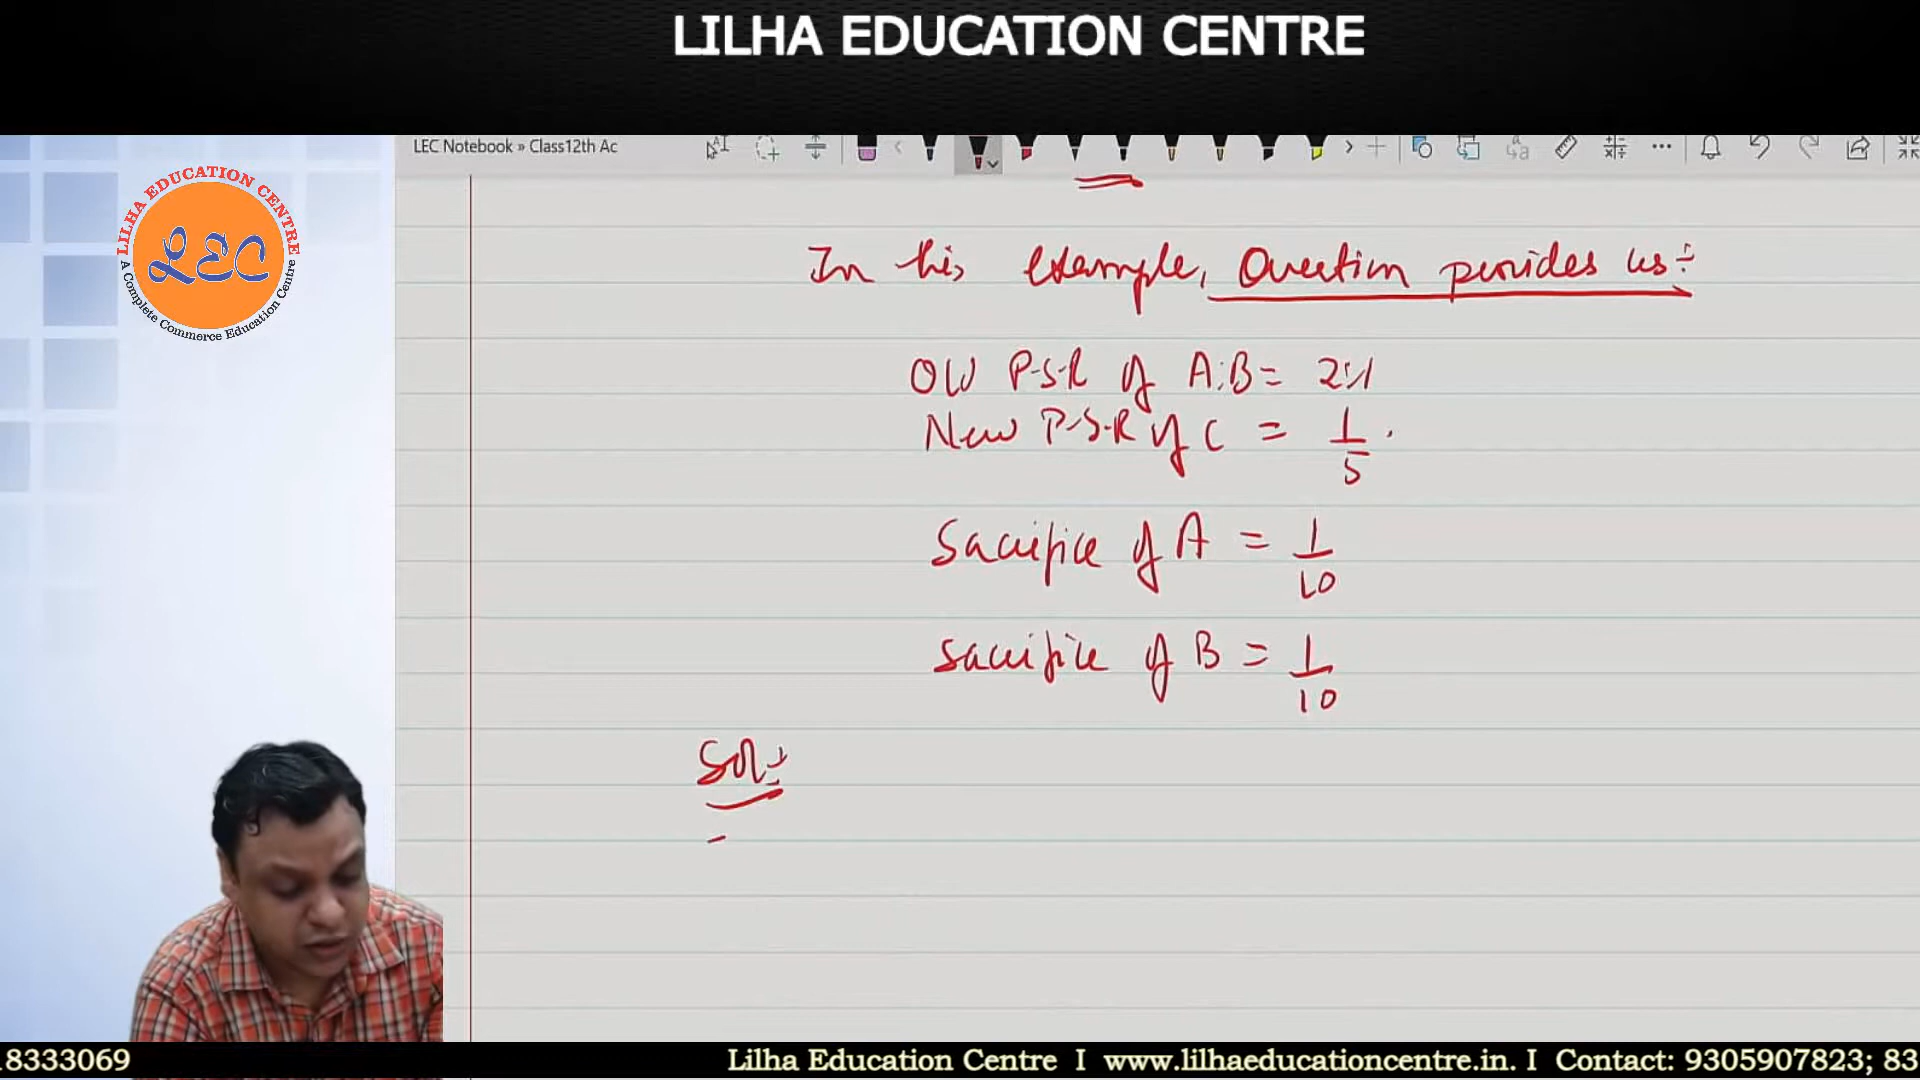 LILHA EDUCATION CENTRE
LEC Notebook » Class12th Ac
LILHA EDUCATION CENTRE
LEC
A Complete Commerce Education Centre
In this example, Question provides us:-
Old P.S.R of A:B = 2:1
New P.S.R of C = 1/5 .
Sacrifice of A = 1/10
Sacrifice of B = 1/10
Sol:-
8333069
Lilha Education Centre I www.lilhaeducationcentre.in. I Contact: 9305907823; 83